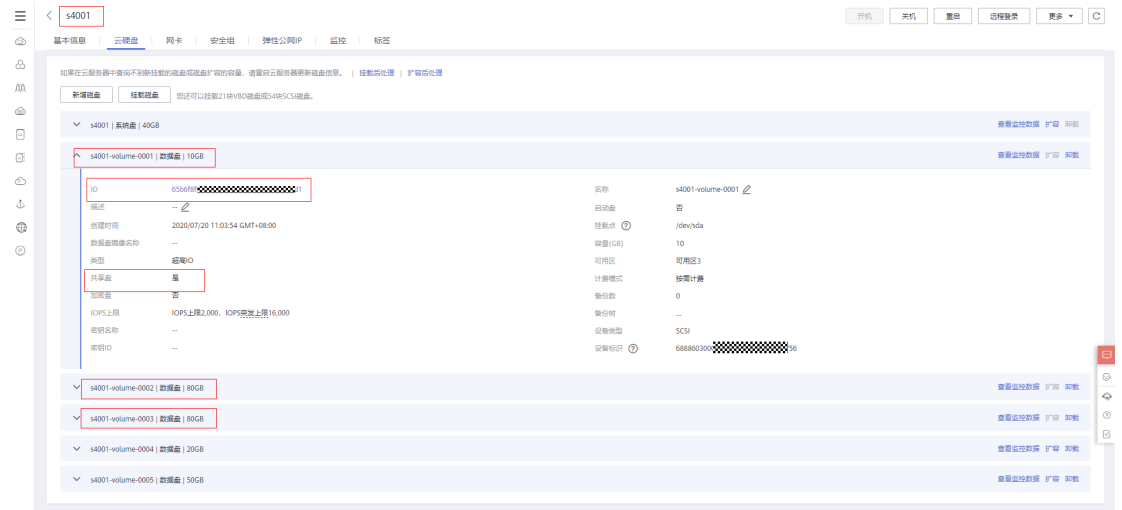 s4001
开机 关机 重启 远程登录 更多
基本信息 云硬盘 网卡 安全组 弹性公网IP 监控 标签
如果在云服务器中查询不到新挂载的磁盘或磁盘扩容的容量，请重启云服务器更新磁盘信息。 | 挂载后处理 | 扩容后处理
新增磁盘 挂载磁盘 您还可以挂载21块VBD磁盘或54块SCSI磁盘。
s4001 | 系统盘 | 40GB 查看监控数据 扩容 卸载
s4001-volume-0001 | 数据盘 | 10GB 查看监控数据 扩容 卸载
ID 65b6f8f d1 名称 s4001-volume-0001
描述 -- 启动盘 否
创建时间 2020/07/20 11:03:54 GMT+08:00 挂载点 /dev/sda
数据盘镜像名称 -- 容量(GB) 10
类型 超高IO 可用区 可用区3
共享盘 是 计费模式 按需计费
加密盘 否 备份数 0
IOPS上限 IOPS上限2,000，IOPS突发上限16,000 备份树 --
密钥名称 -- 设备类型 SCSI
密钥ID -- 设备标识 688860300 56
s4001-volume-0002 | 数据盘 | 80GB 查看监控数据 扩容 卸载
s4001-volume-0003 | 数据盘 | 80GB 查看监控数据 扩容 卸载
s4001-volume-0004 | 数据盘 | 20GB 查看监控数据 扩容 卸载
s4001-volume-0005 | 数据盘 | 50GB 查看监控数据 扩容 卸载